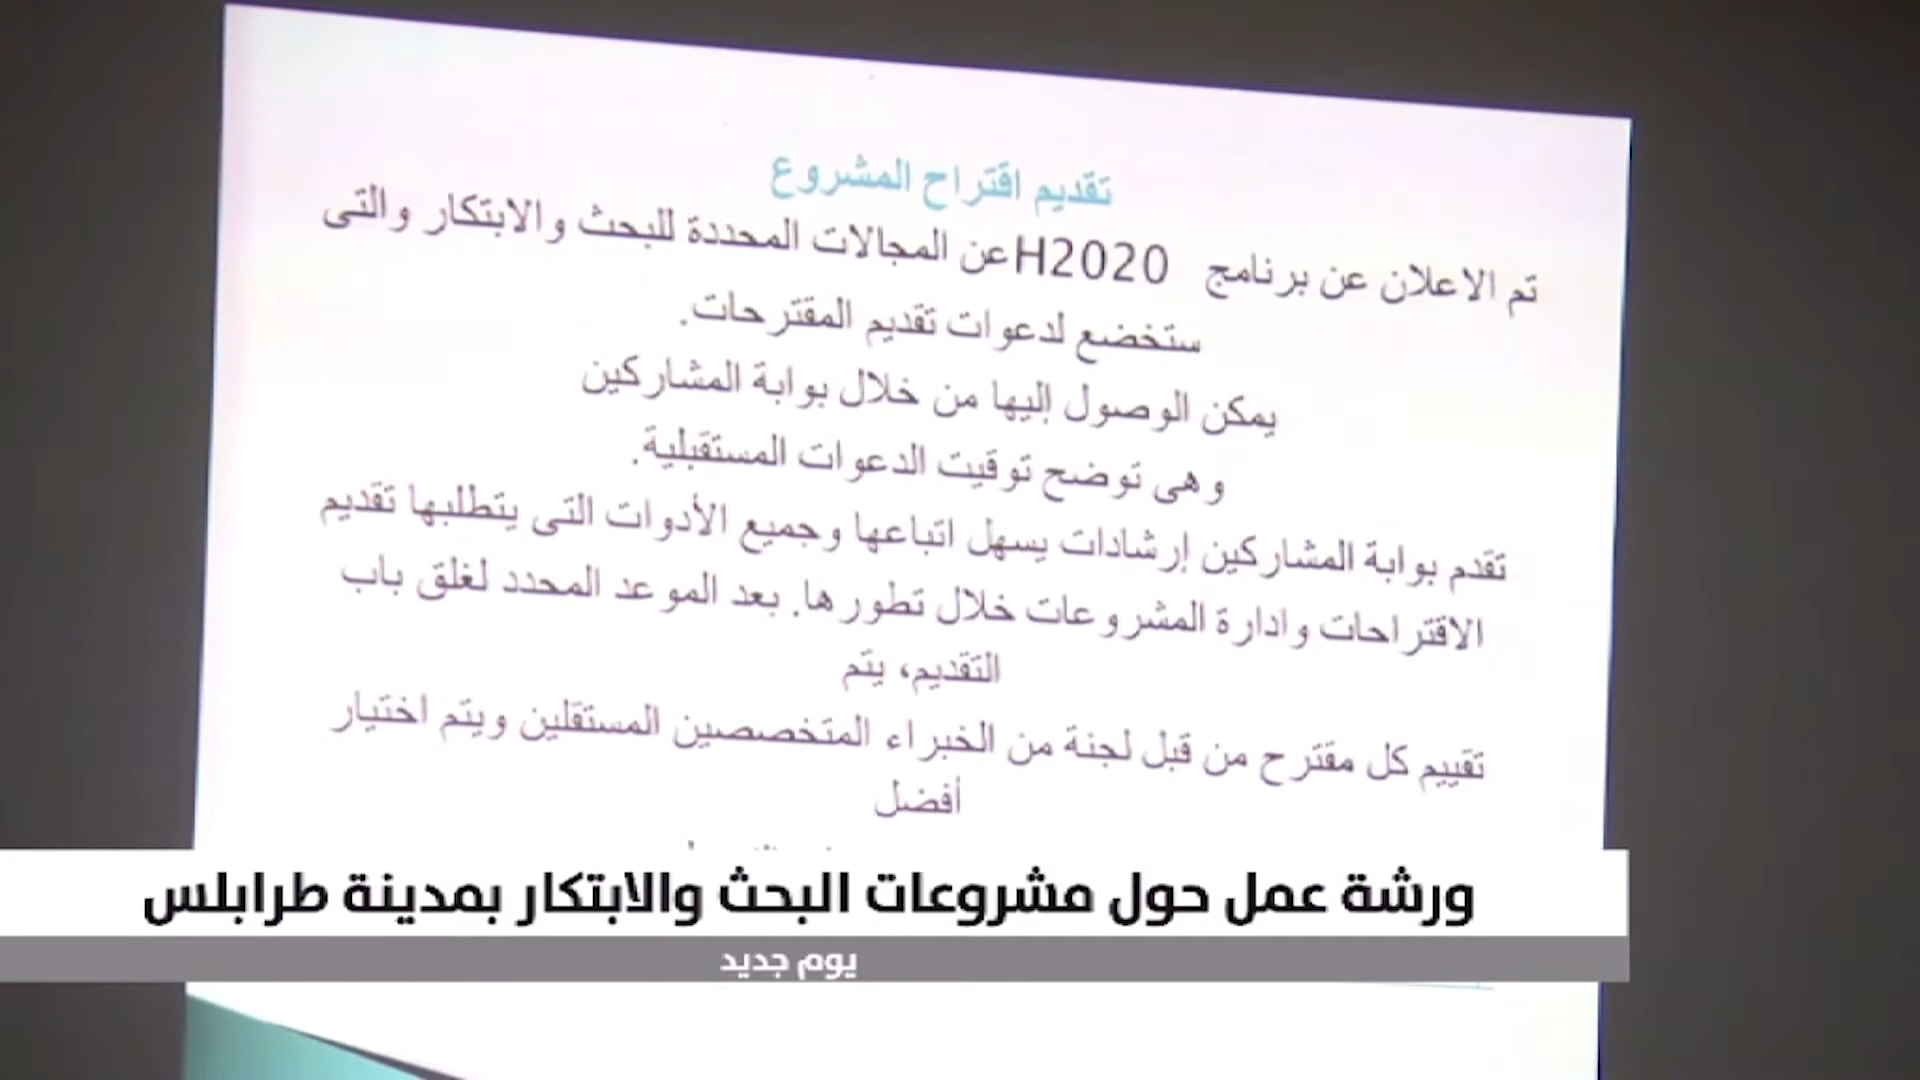 تقديم اقتراح المشروع
تم الاعلان عن برنامج H2020 عن المجالات المحددة للبحث والابتكار والتى
ستخضع لدعوات تقديم المقترحات.
يمكن الوصول إليها من خلال بوابة المشاركين
وهى توضح توقيت الدعوات المستقبلية.
تقدم بوابة المشاركين إرشادات يسهل اتباعها وجميع الأدوات التى يتطلبها تقديم
الاقتراحات وادارة المشروعات خلال تطورها. بعد الموعد المحدد لغلق باب
التقديم، يتم
تقييم كل مقترح من قبل لجنة من الخبراء المتخصصين المستقلين ويتم اختيار
أفضل
ورشة عمل حول مشروعات البحث والابتكار بمدينة طرابلس
يوم جديد